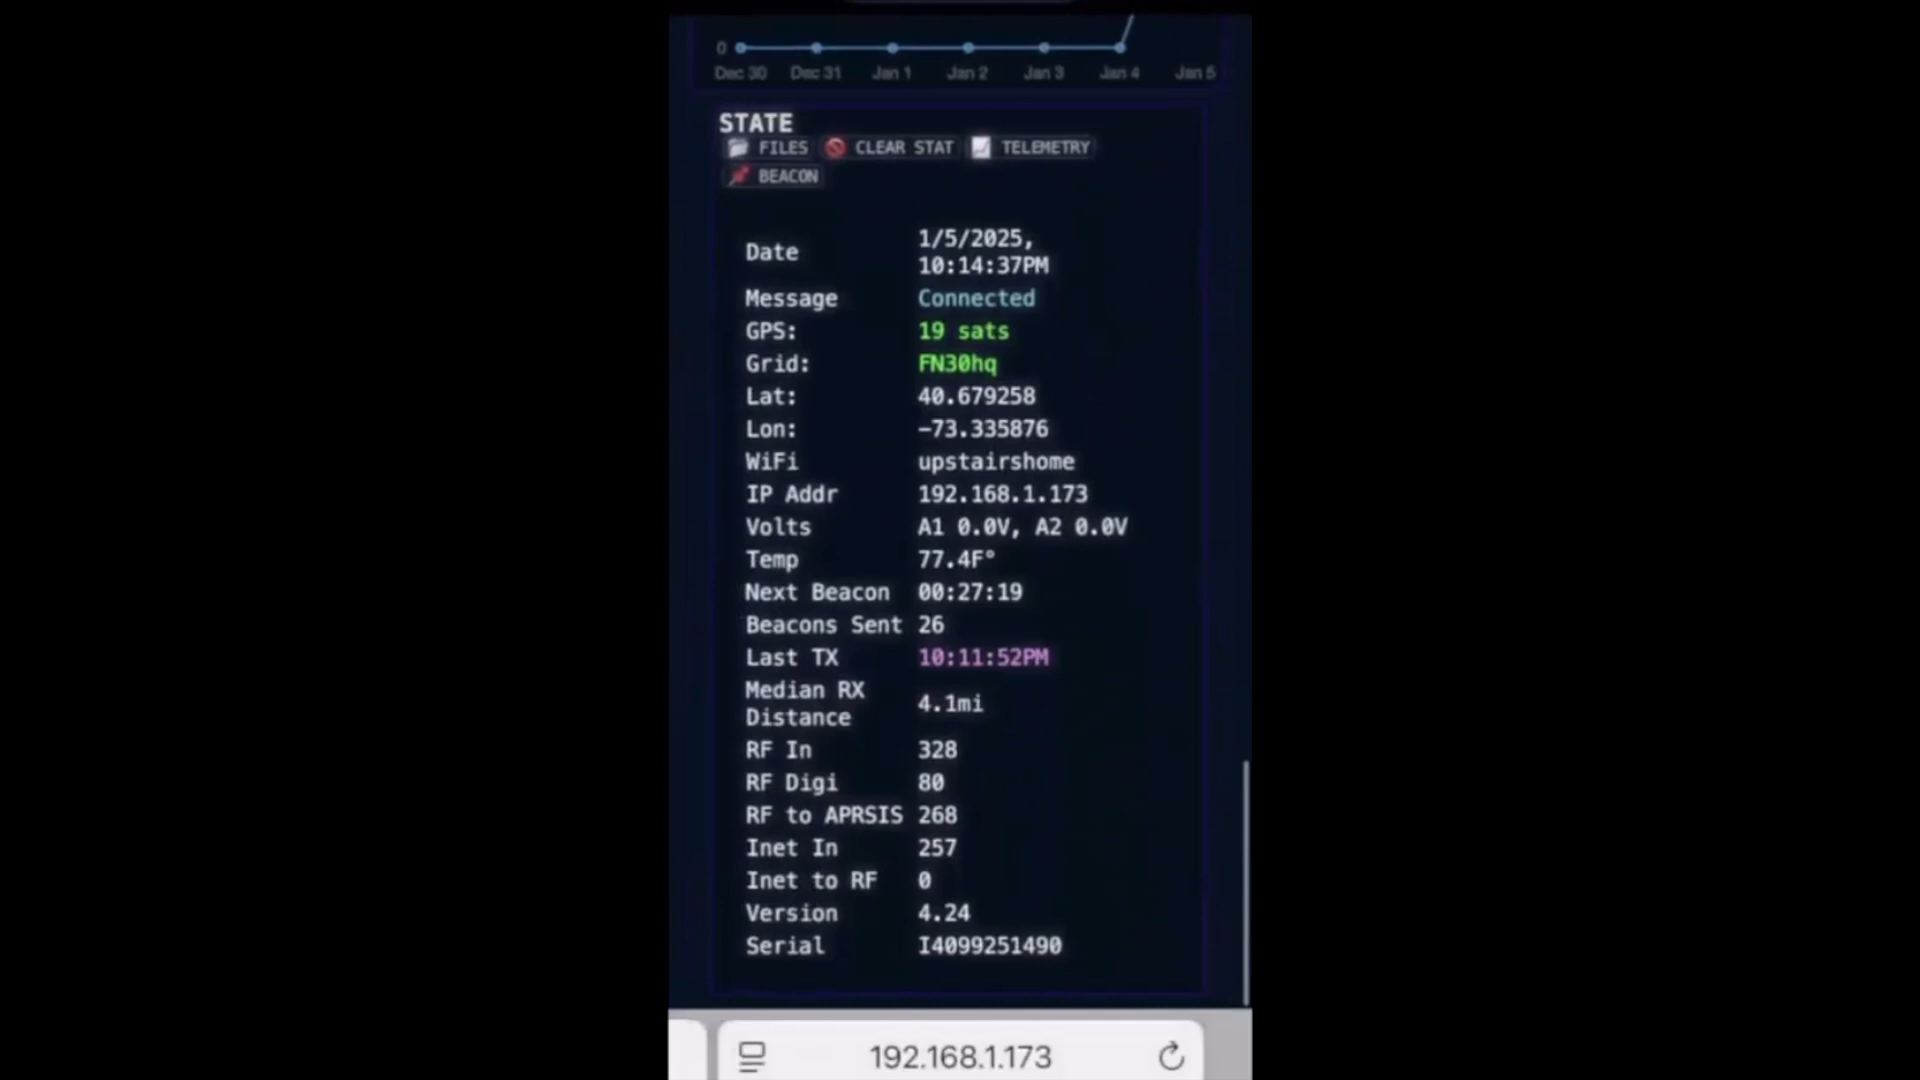 0
Dec 30 Dec 31 Jan 1 Jan 2 Jan 3 Jan 4 Jan 5
STATE
FILES CLEAR STAT TELEMETRY
BEACON
Date 1/5/2025,
10:14:37PM
Message Connected
GPS: 19 sats
Grid: FN30hq
Lat: 40.679258
Lon: -73.335876
WiFi upstairshome
IP Addr 192.168.1.173
Volts A1 0.0V, A2 0.0V
Temp 77.4F°
Next Beacon 00:27:19
Beacons Sent 26
Last TX 10:11:52PM
Median RX
Distance 4.1mi
RF In 328
RF Digi 80
RF to APRSIS 268
Inet In 257
Inet to RF 0
Version 4.24
Serial I4099251490
192.168.1.173